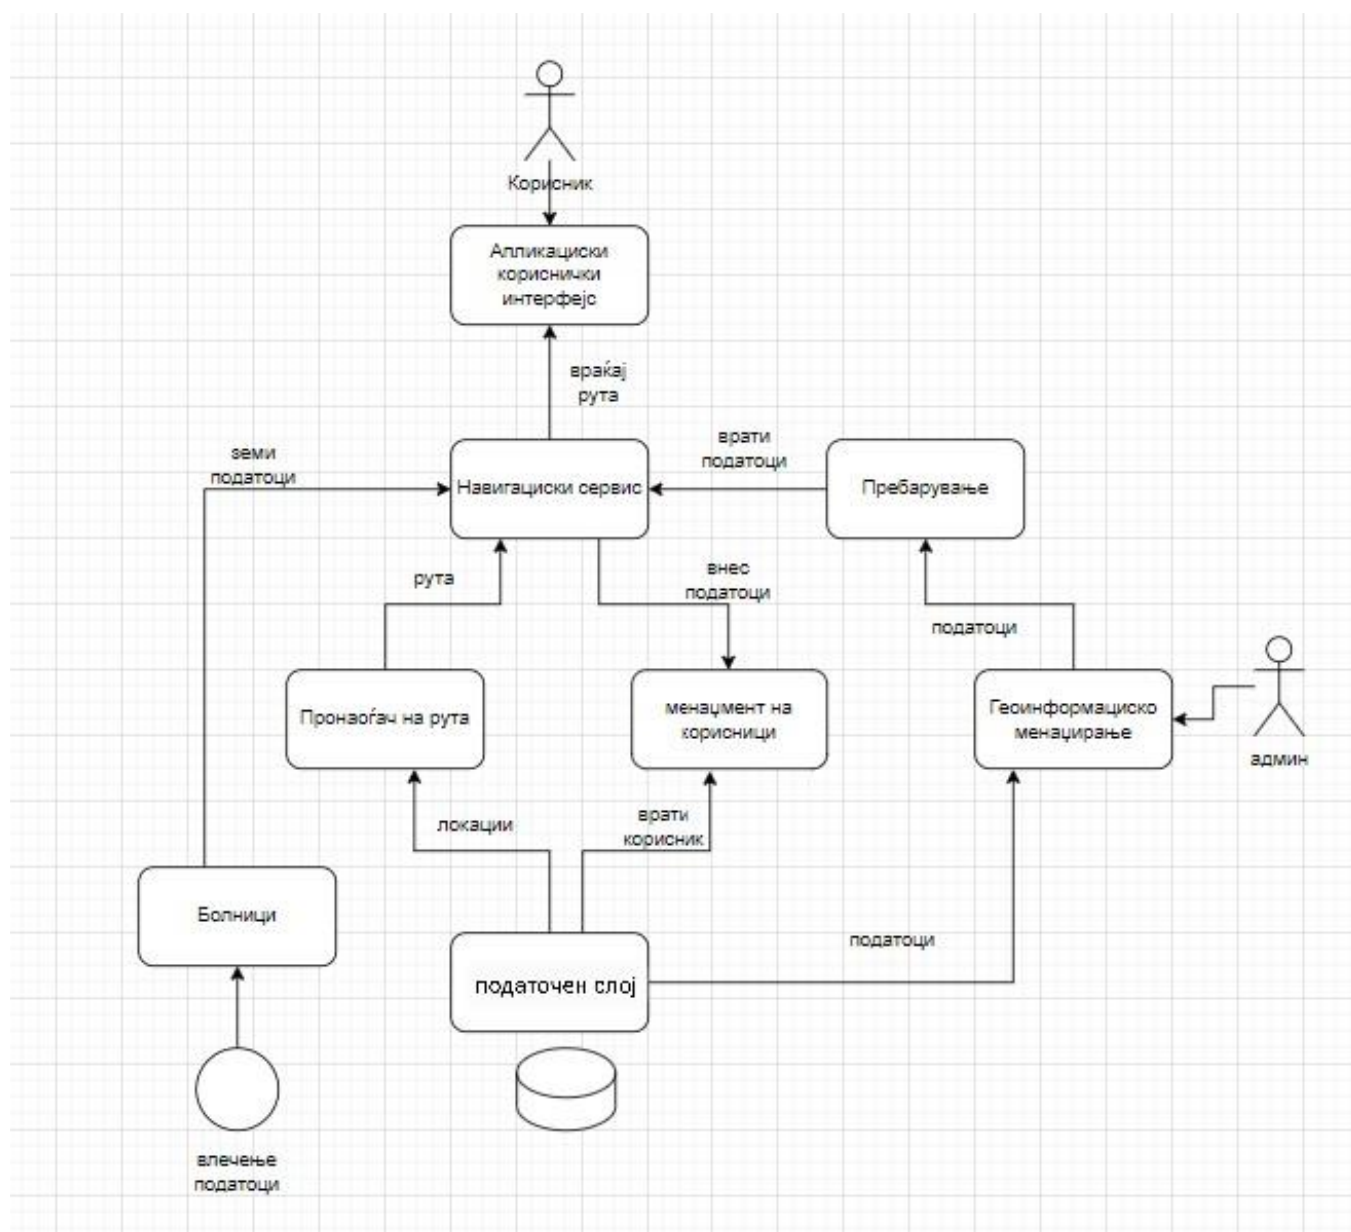 Корисник
Апликациски
кориснички
интерфејс
враќај
рута
земи
податоци
Навигациски сервис
врати
податоци
Пребарување
рута
внес
податоци
податоци
Пронаоѓач на рута
менаџмент на
корисници
Геоинформациско
менаџирање
админ
локации
врати
корисник
Болници
податоци
податочен слој
влечење
податоци